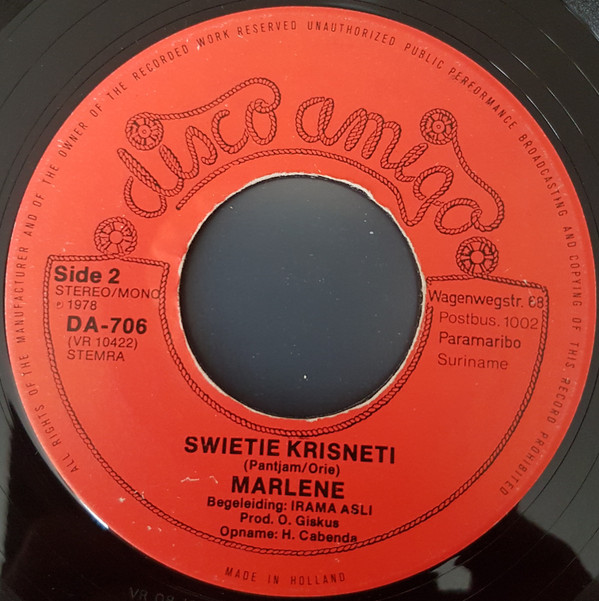 ALL RIGHTS OF THE MANUFACTURER AND OF THE OWNER OF THE RECORDED WORK RESERVED UNAUTHORIZED PUBLIC PERFORMANCE BROADCASTING AND COPYING OF THIS RECORD PROHIBITED
disco amigo
Side 2
STEREO/MONO
℗ 1978
DA-706
(VR 10422)
STEMRA
Wagenwegstr. 68
Postbus. 1002
Paramaribo
Suriname
SWIETIE KRISNETI
(Pantjam/Orie)
MARLENE
Begeleiding: IRAMA ASLI
Prod. O. Giskus
Opname: H. Cabenda
MADE IN HOLLAND